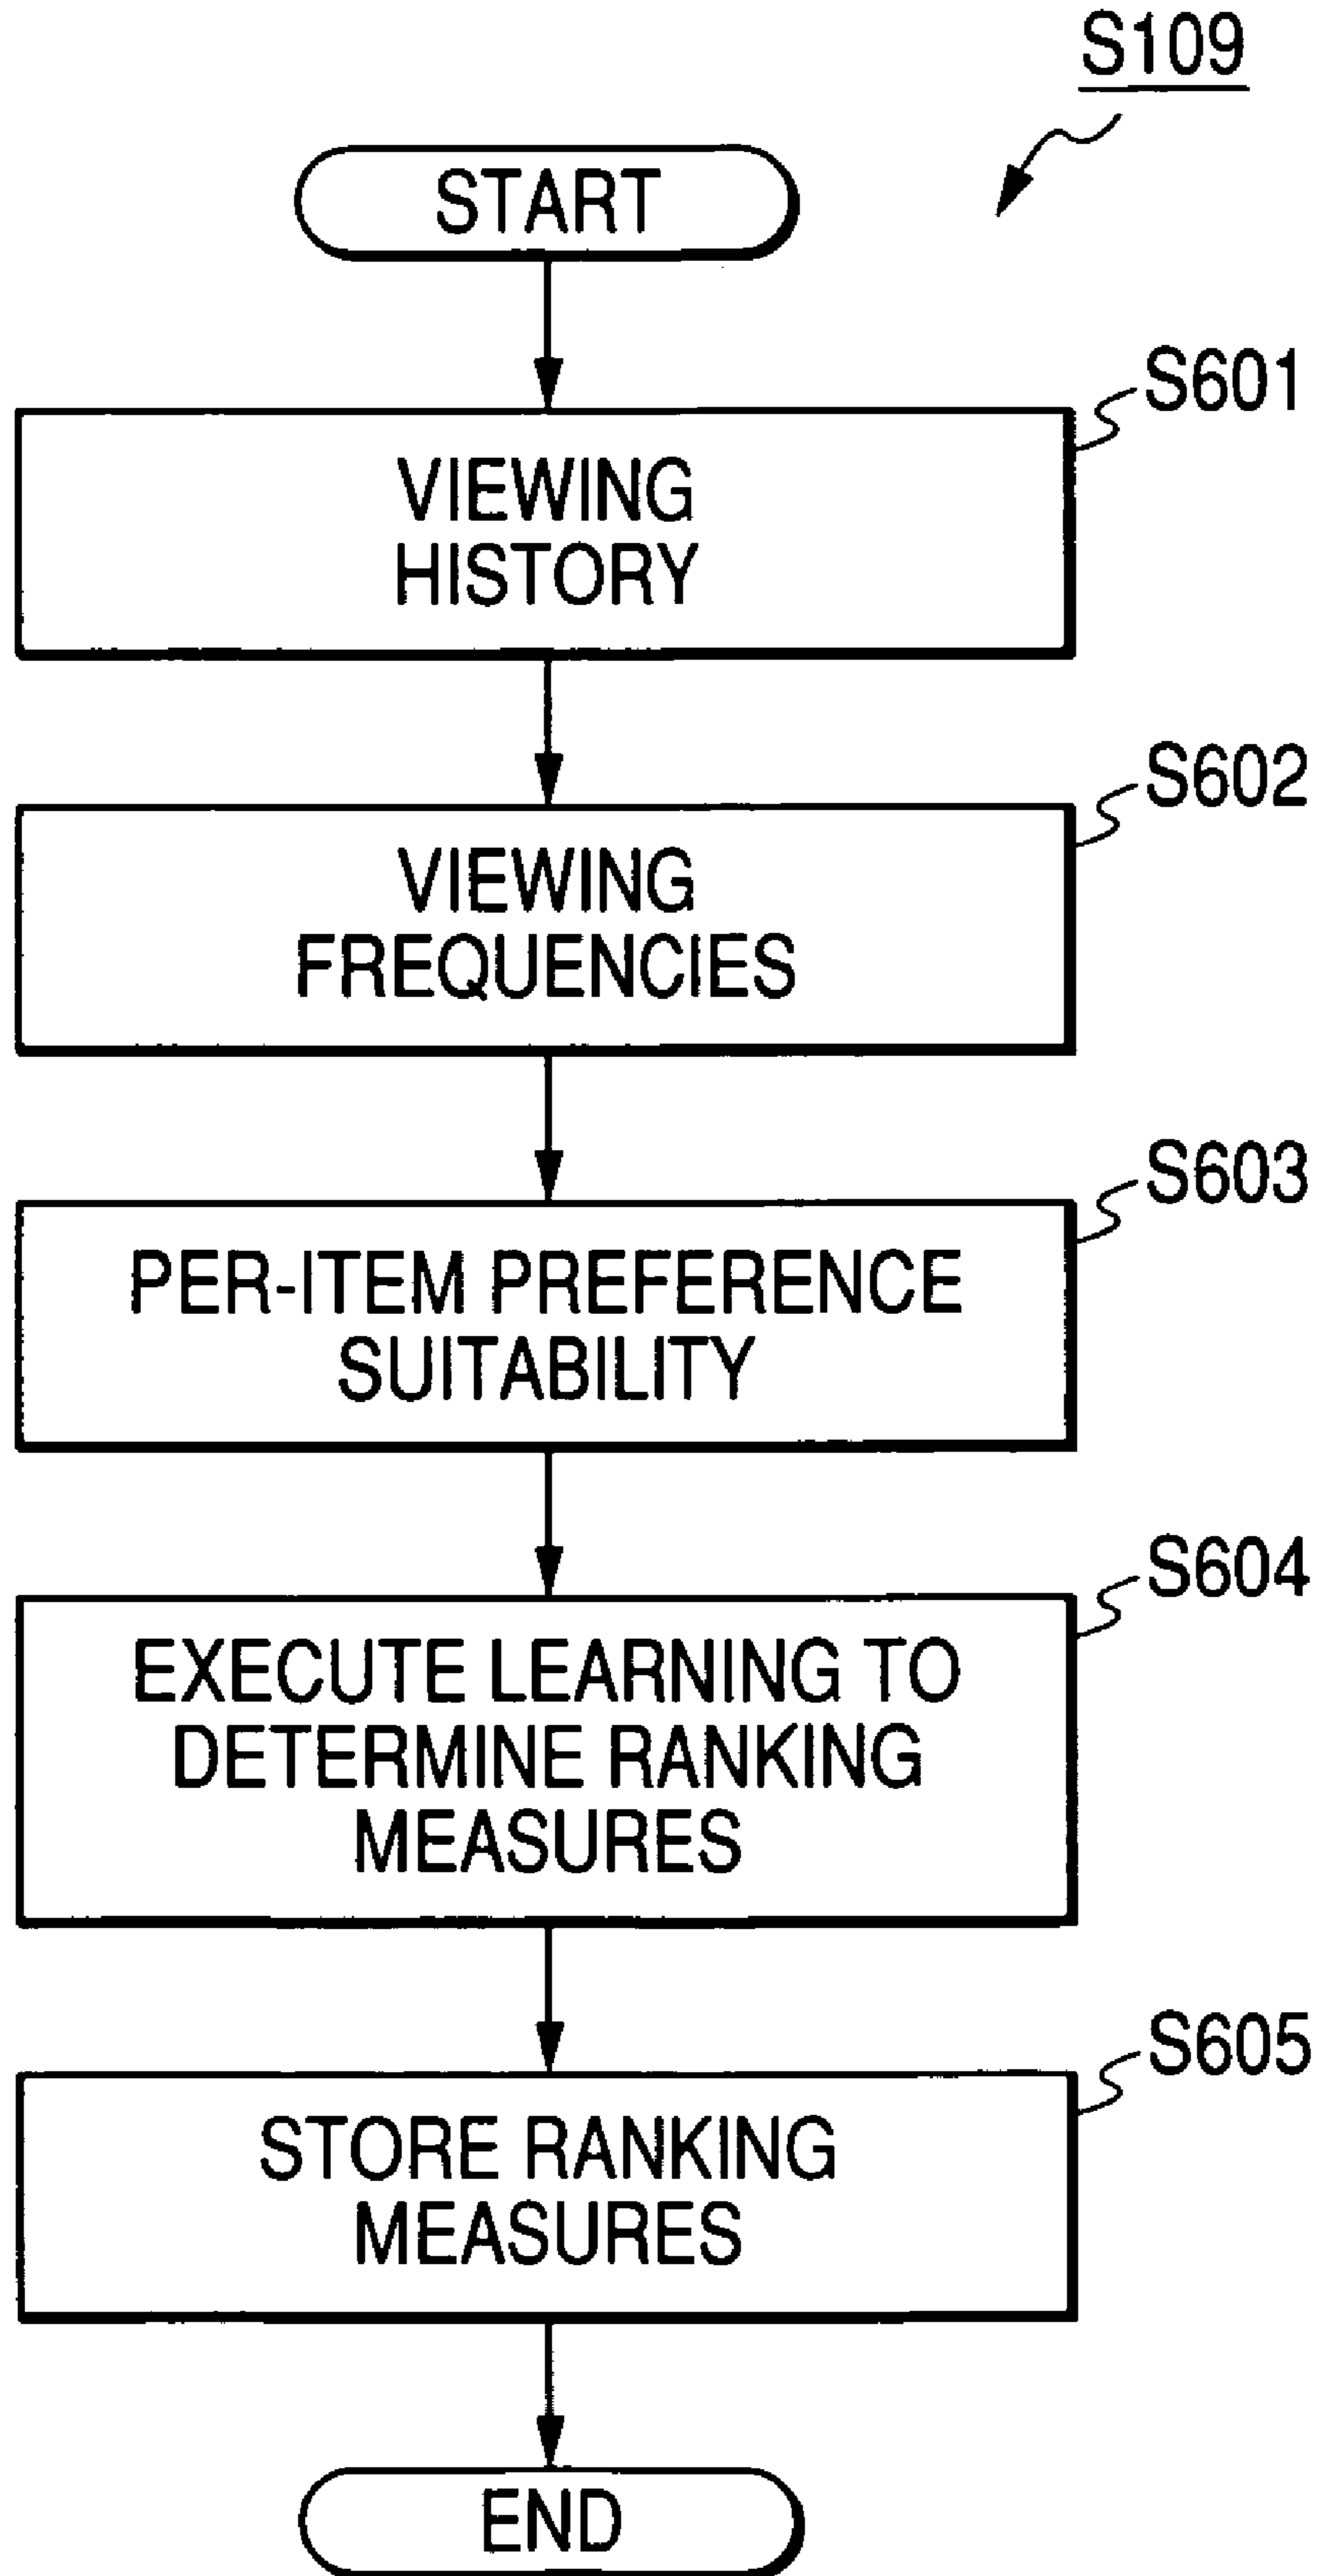 S109
START
S601
VIEWING
HISTORY
S602
VIEWING
FREQUENCIES
S603
PER-ITEM PREFERENCE
SUITABILITY
S604
EXECUTE LEARNING TO
DETERMINE RANKING
MEASURES
S605
STORE RANKING
MEASURES
END